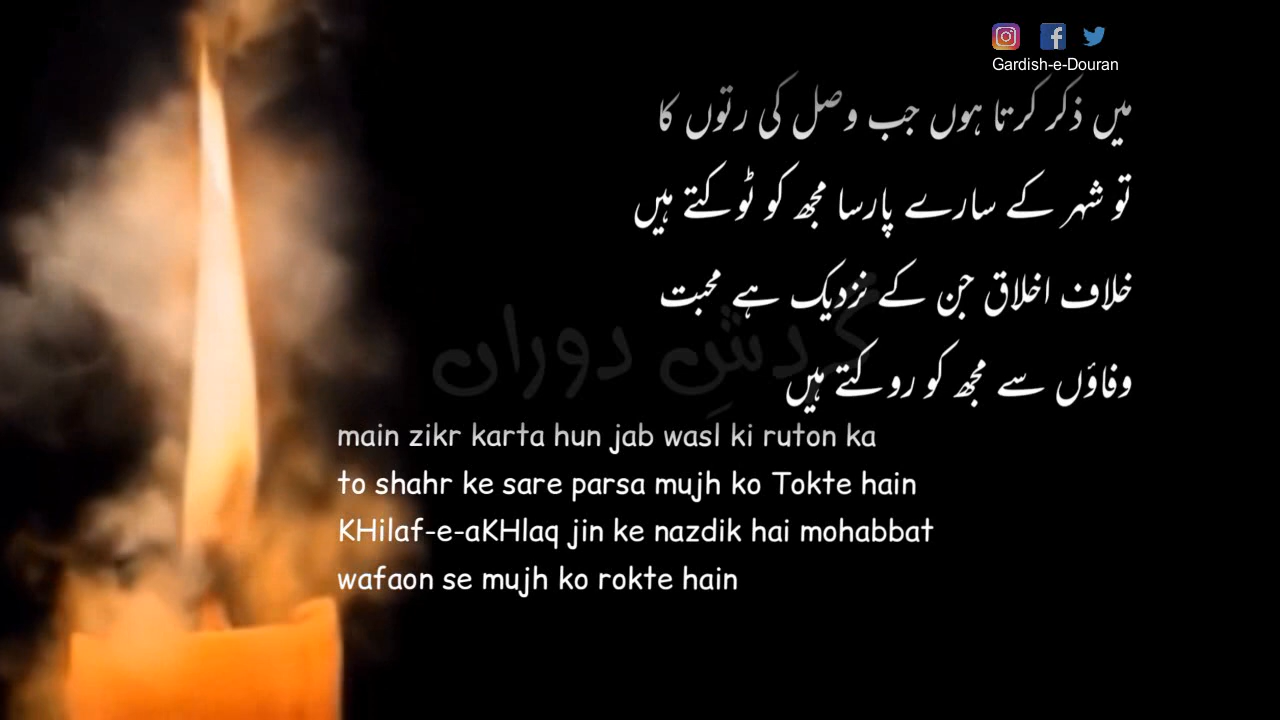 Gardish-e-Douran
میں ذکر کرتا ہوں جب وصل کی رتوں کا
تو شہر کے سارے پارسا مجھ کو ٹوکتے ہیں
خلاف اخلاق جن کے نزدیک ہے محبت
گردشِ دوراں
وفاؤں سے مجھ کو روکتے ہیں
main zikr karta hun jab wasl ki ruton ka
to shahr ke sare parsa mujh ko Tokte hain
KHilaf-e-aKHlaq jin ke nazdik hai mohabbat
wafaon se mujh ko rokte hain